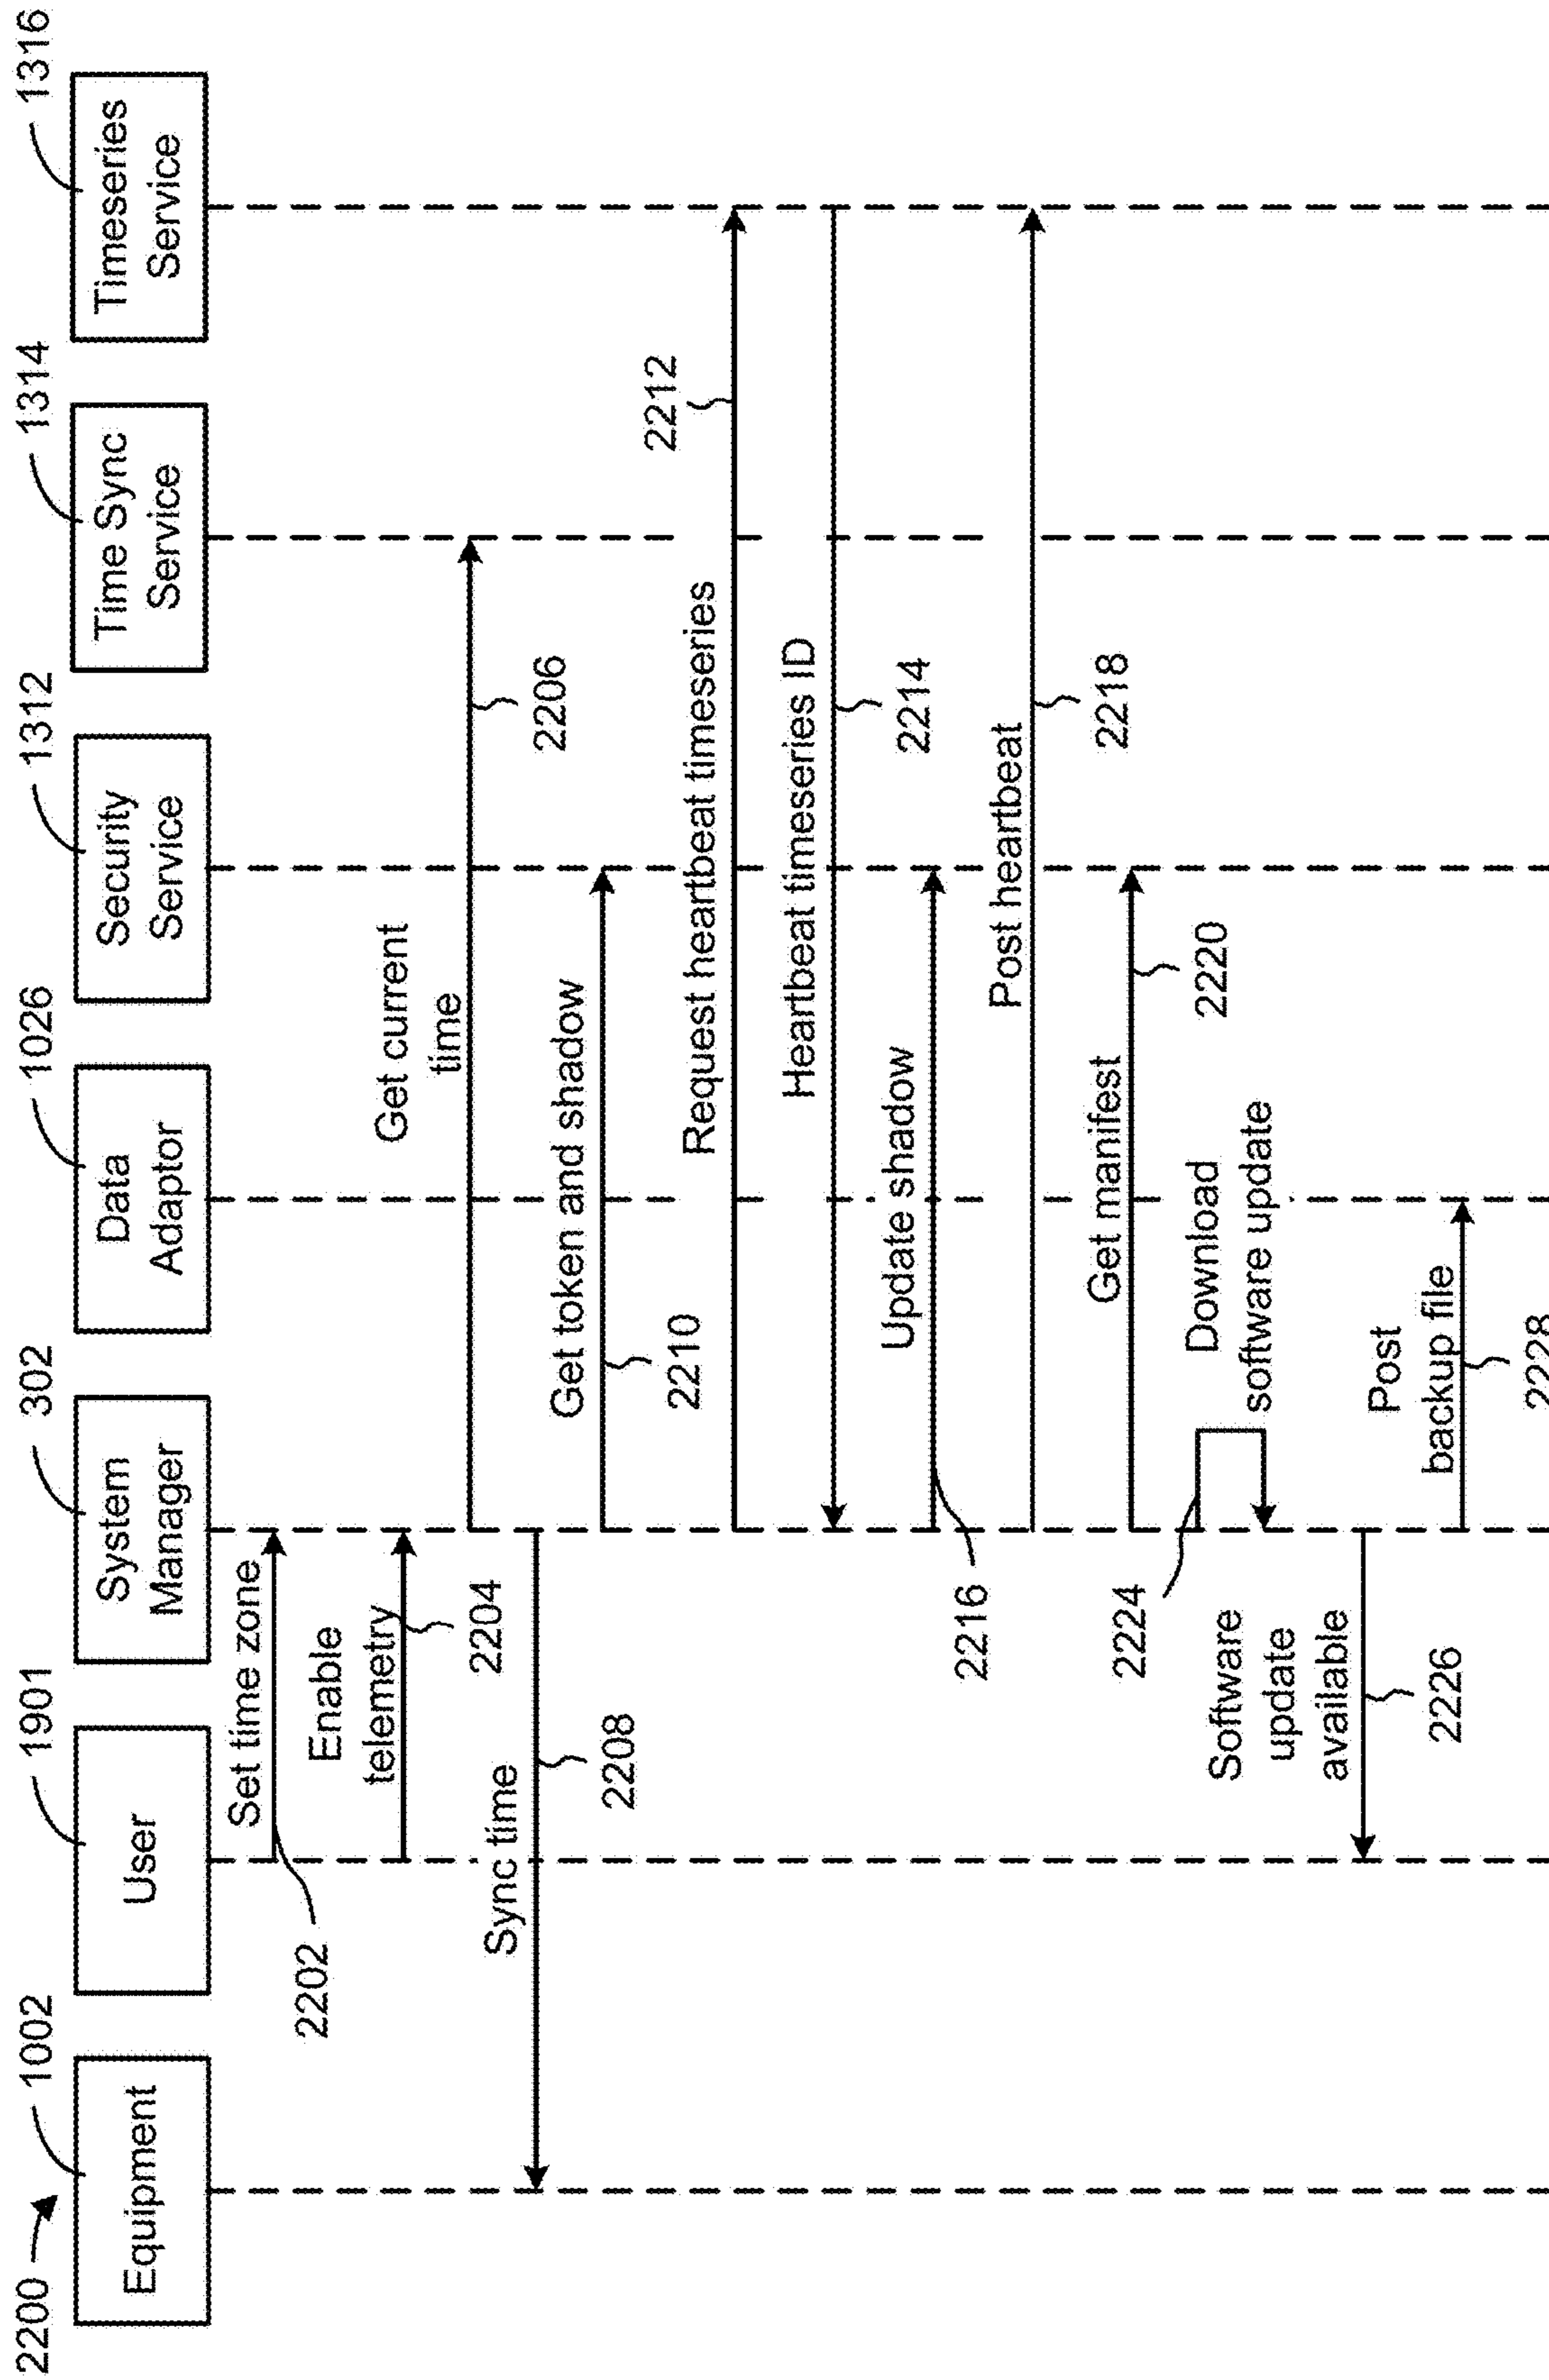 2200
1002
1901
302
1026
1312
1314
1316
Equipment
User
System
Manager
Data
Adaptor
Security
Service
Time Sync
Service
Timeseries
Service
Set time zone
2202
Enable
telemetry
2204
Get current
time
2206
Sync time
2208
Get token and shadow
2210
Request heartbeat timeseries
2212
Heartbeat timeseries ID
2214
Update shadow
2216
Post heartbeat
2218
Get manifest
2220
Download
software update
2224
Software
update
available
2226
Post
backup file
2228